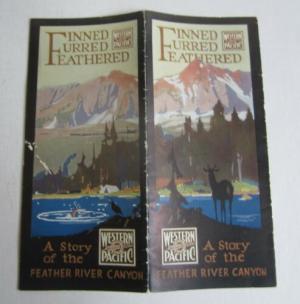 FINNED
FURRED
FEATHERED
WESTERN
PACIFIC
WESTERN
PACIFIC
A Story
of the
FEATHER RIVER CANYON
FINNED
FURRED
FEATHERED
WESTERN
PACIFIC
WESTERN
PACIFIC
A Story
of the
FEATHER RIVER CANYON